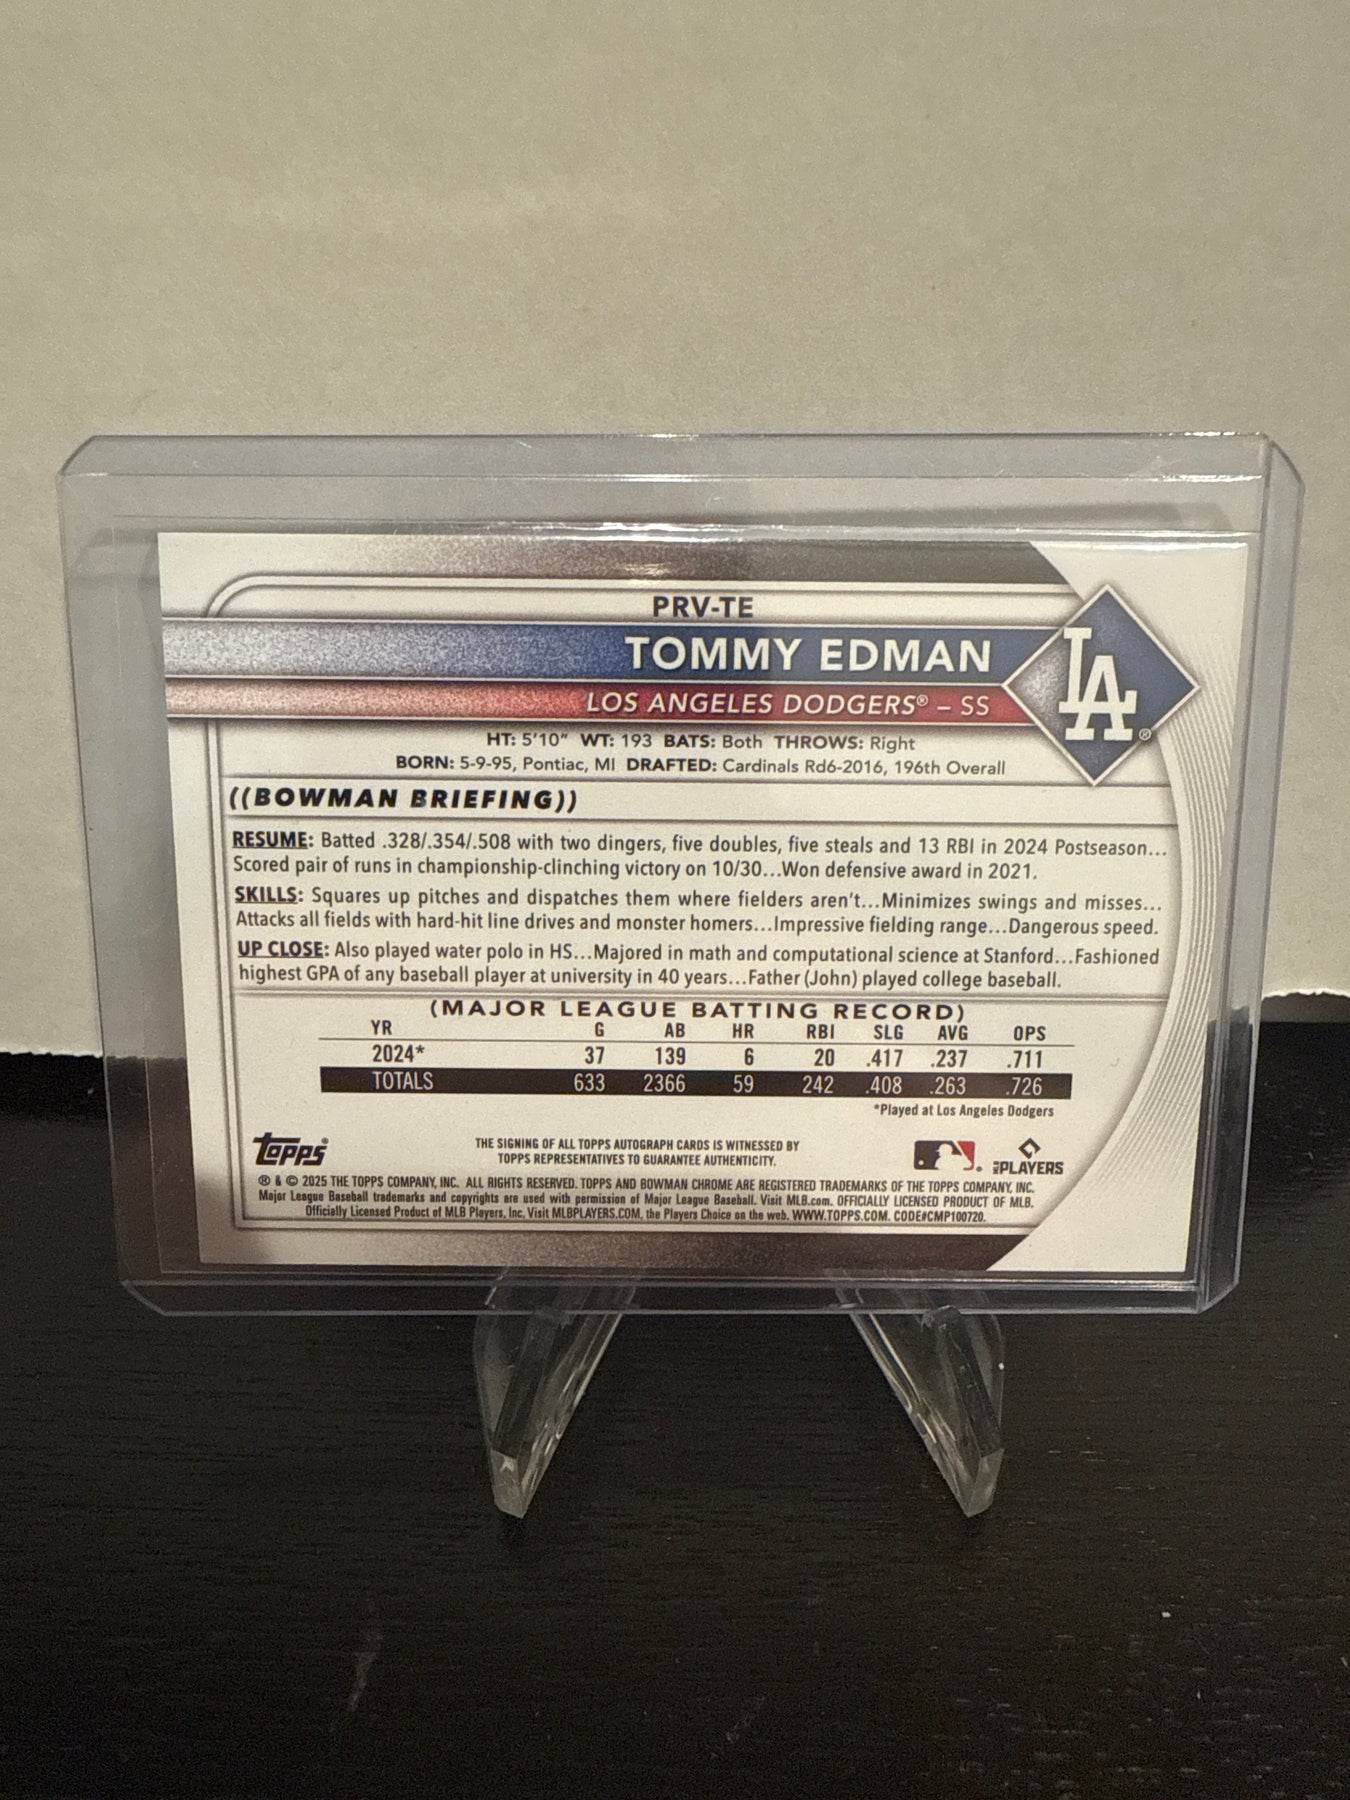 PRV-TE
TOMMY EDMAN
LOS ANGELES DODGERS® – SS
LA ®
HT: 5'10" WT: 193 BATS: Both THROWS: Right
BORN: 5-9-95, Pontiac, MI DRAFTED: Cardinals Rd6-2016, 196th Overall
((BOWMAN BRIEFING))
RESUME: Batted .328/.354/.508 with two dingers, five doubles, five steals and 13 RBI in 2024 Postseason...
Scored pair of runs in championship-clinching victory on 10/30...Won defensive award in 2021.
SKILLS: Squares up pitches and dispatches them where fielders aren't...Minimizes swings and misses...
Attacks all fields with hard-hit line drives and monster homers...Impressive fielding range...Dangerous speed.
UP CLOSE: Also played water polo in HS...Majored in math and computational science at Stanford...Fashioned
highest GPA of any baseball player at university in 40 years...Father (John) played college baseball.
(MAJOR LEAGUE BATTING RECORD)
YR G AB HR RBI SLG AVG OPS
2024* 37 139 6 20 .417 .237 .711
TOTALS 633 2366 59 242 .408 .263 .726
*Played at Los Angeles Dodgers
topps®
THE SIGNING OF ALL TOPPS AUTOGRAPH CARDS IS WITNESSED BY
TOPPS REPRESENTATIVES TO GUARANTEE AUTHENTICITY.
MLB PLAYERS
® & © 2025 THE TOPPS COMPANY, INC. ALL RIGHTS RESERVED. TOPPS AND BOWMAN CHROME ARE REGISTERED TRADEMARKS OF THE TOPPS COMPANY, INC.
Major League Baseball trademarks and copyrights are used with permission of Major League Baseball. Visit MLB.com. OFFICIALLY LICENSED PRODUCT OF MLB.
Officially Licensed Product of MLB Players, Inc. Visit MLBPLAYERS.COM, the Players Choice on the web. WWW.TOPPS.COM. CODE#CMP100720.